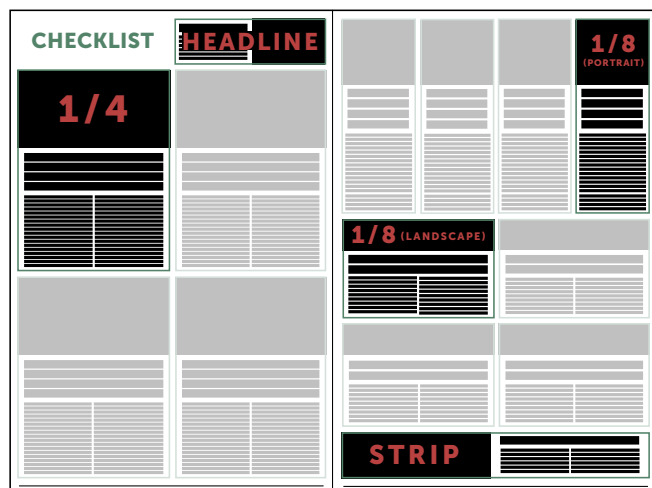 CHECKLIST
HEADLINE
1/4
1/8
(PORTRAIT)
1/8 (LANDSCAPE)
STRIP